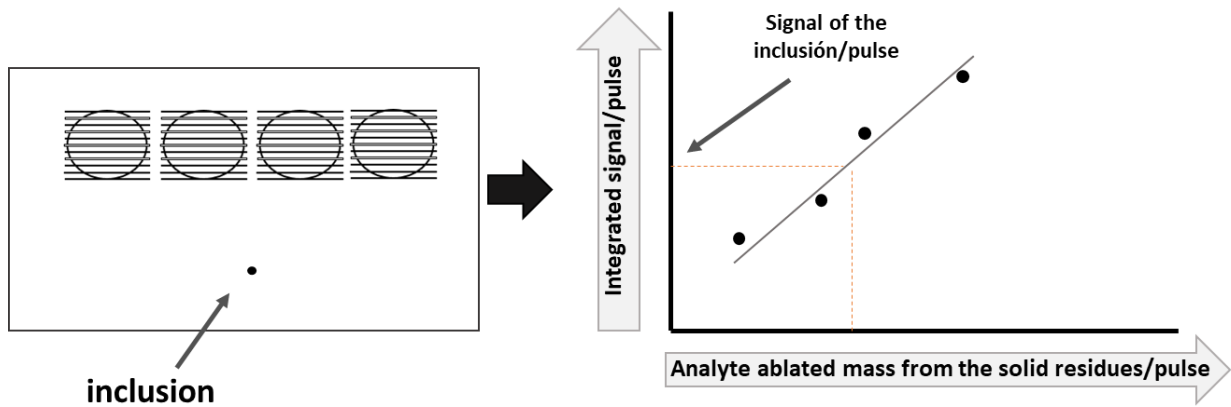 inclusion
Integrated signal/pulse
Signal of the
inclusión/pulse
Analyte ablated mass from the solid residues/pulse